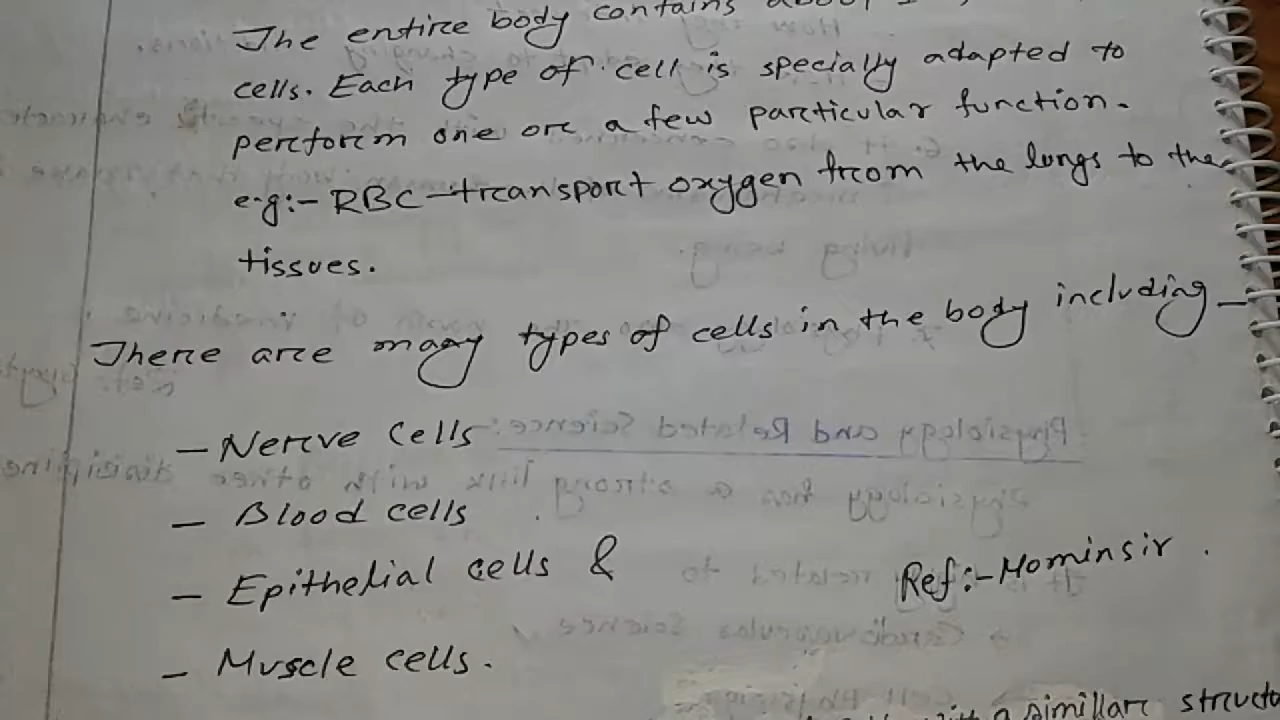 The entire body contains about
cells. Each type of cell is specially adapted to
perform one or a few particular function.
e.g:- RBC-transport oxygen from the lungs to the
tissues.
There are many types of cells in the body including -
- Nerve cells
- Blood cells
- Epithelial cells &
- Muscle cells.
Ref:- Mominsir.
a similar